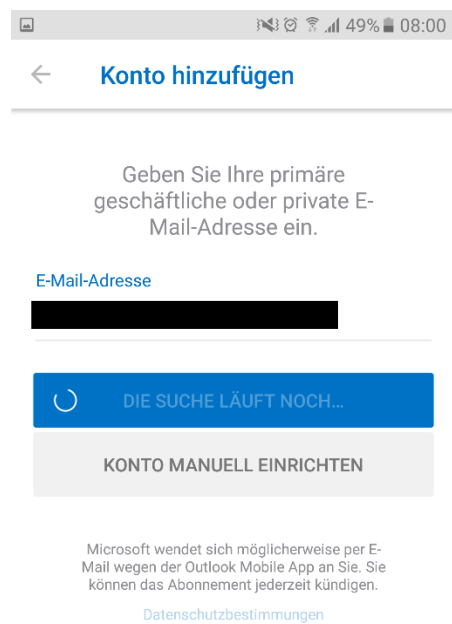 49% 08:00
Konto hinzufügen
Geben Sie Ihre primäre
geschäftliche oder private E-
Mail-Adresse ein.
E-Mail-Adresse
DIE SUCHE LÄUFT NOCH...
KONTO MANUELL EINRICHTEN
Microsoft wendet sich möglicherweise per E-
Mail wegen der Outlook Mobile App an Sie. Sie
können das Abonnement jederzeit kündigen.
Datenschutzbestimmungen